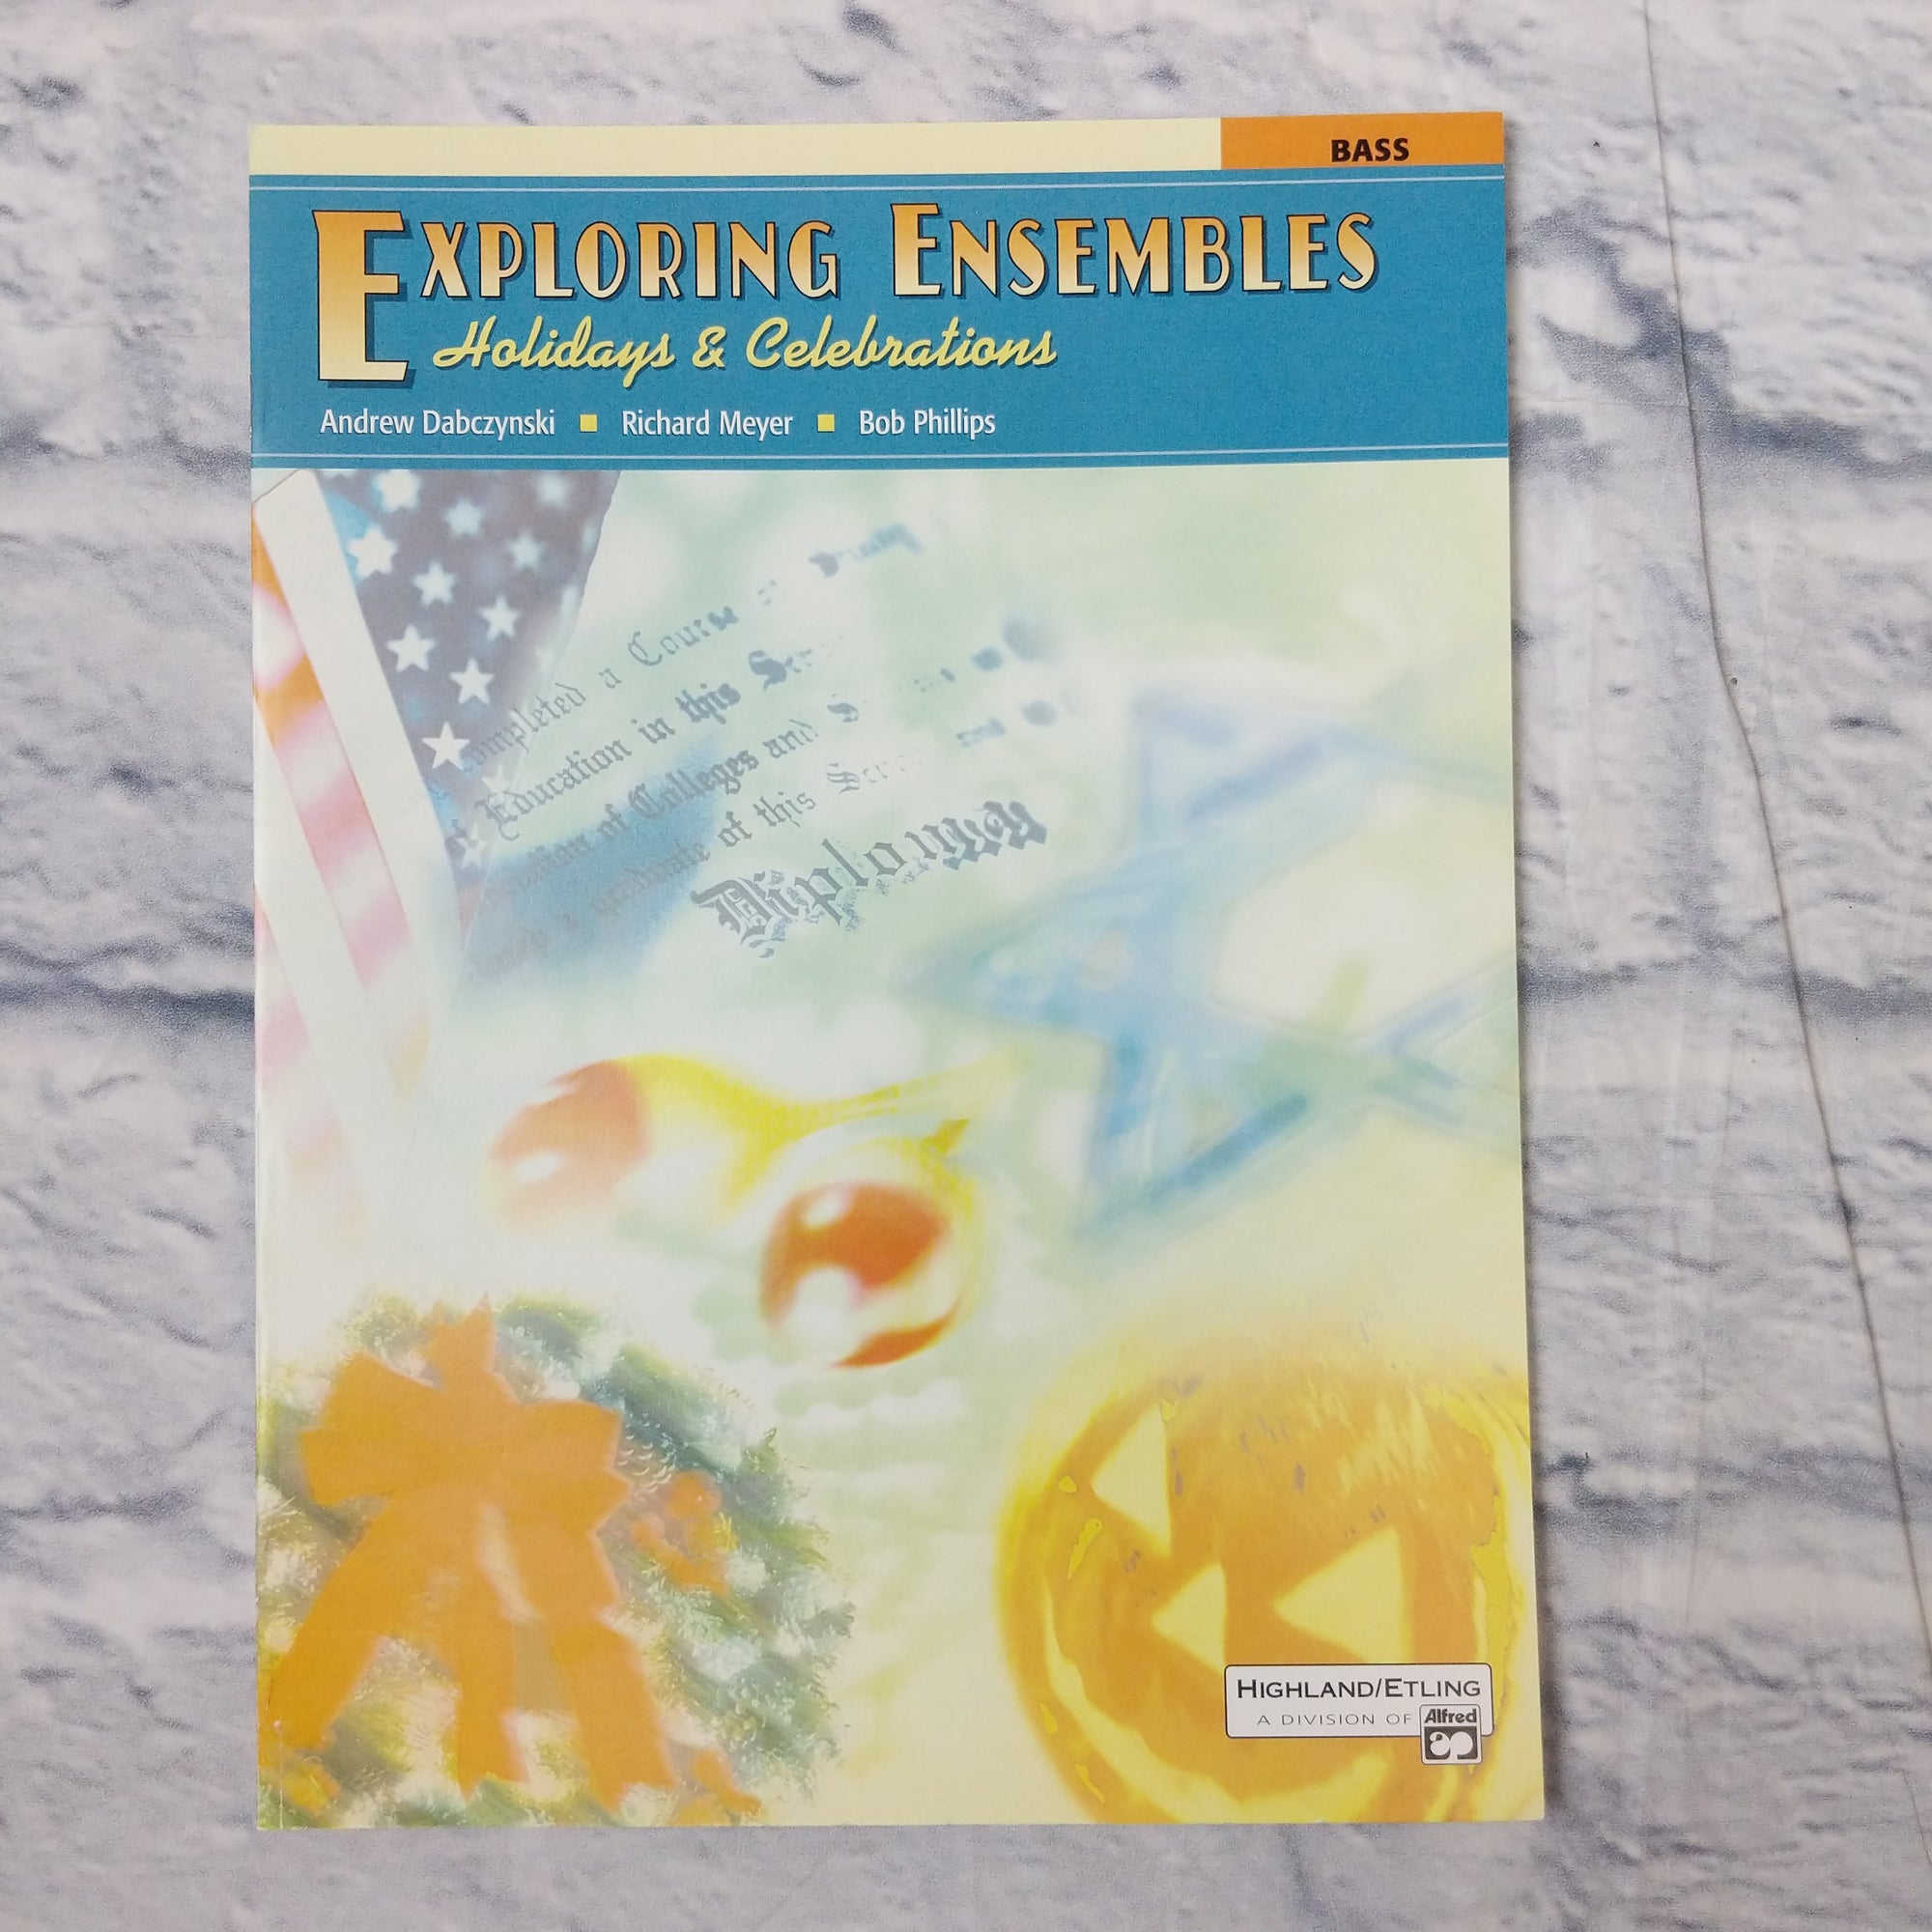 BASS
EXPLORING ENSEMBLES
Holidays & Celebrations
Andrew Dabczynski ■ Richard Meyer ■ Bob Phillips
completed a Course
Education in this
of Colleges and
graduate of this
Diploma
HIGHLAND/ETLING
A DIVISION OF Alfred